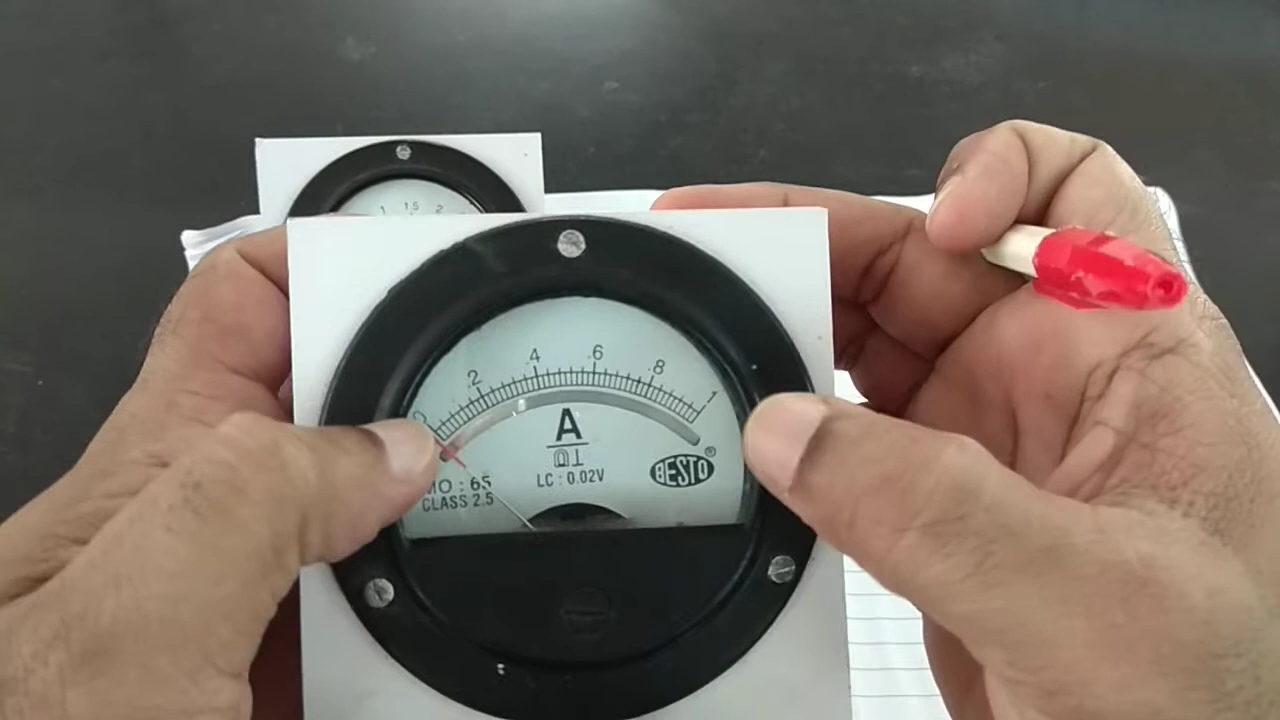 1 1.5 2
0 .2 .4 .6 .8 1
A
MO : 65
CLASS 2.5
LC : 0.02V
BESTO®